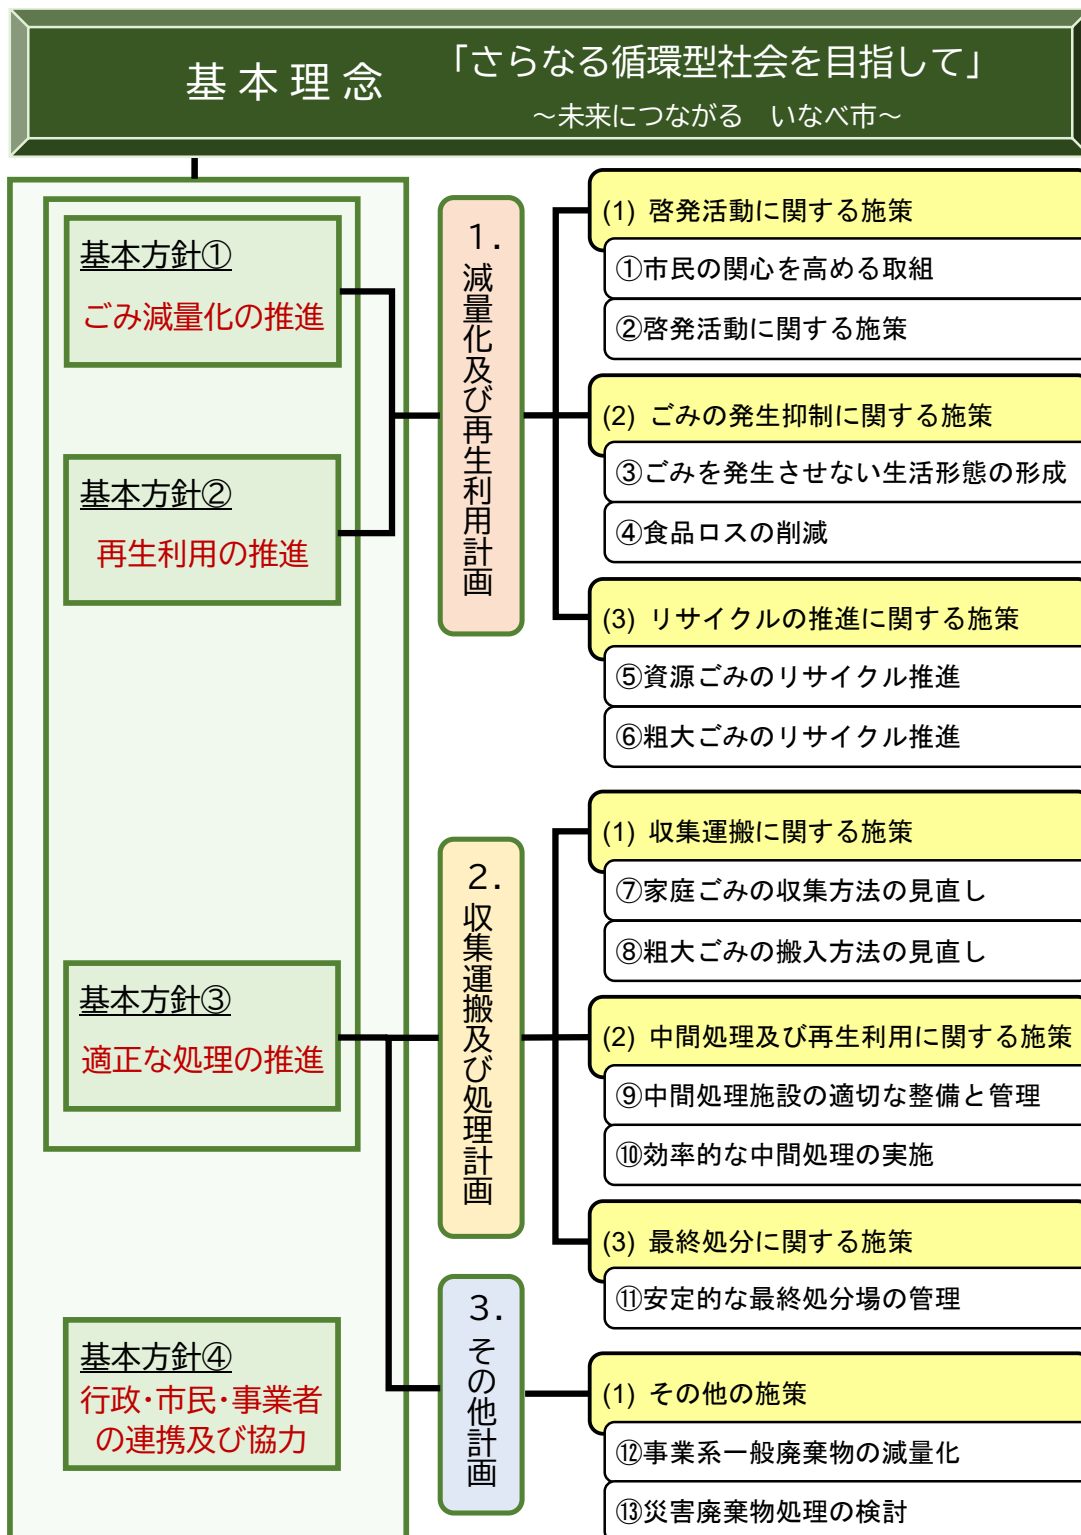 基本理念
「さらなる循環型社会を目指して」
～未来につながる　いなべ市～
基本方針①
ごみ減量化の推進
基本方針②
再生利用の推進
基本方針③
適正な処理の推進
基本方針④
行政・市民・事業者
の連携及び協力
1．減量化及び再生利用計画
(1) 啓発活動に関する施策
①市民の関心を高める取組
②啓発活動に関する施策
(2) ごみの発生抑制に関する施策
③ごみを発生させない生活形態の形成
④食品ロスの削減
(3) リサイクルの推進に関する施策
⑤資源ごみのリサイクル推進
⑥粗大ごみのリサイクル推進
2．収集運搬及び処理計画
(1) 収集運搬に関する施策
⑦家庭ごみの収集方法の見直し
⑧粗大ごみの搬入方法の見直し
(2) 中間処理及び再生利用に関する施策
⑨中間処理施設の適切な整備と管理
⑩効率的な中間処理の実施
(3) 最終処分に関する施策
⑪安定的な最終処分場の管理
3．その他計画
(1) その他の施策
⑫事業系一般廃棄物の減量化
⑬災害廃棄物処理の検討